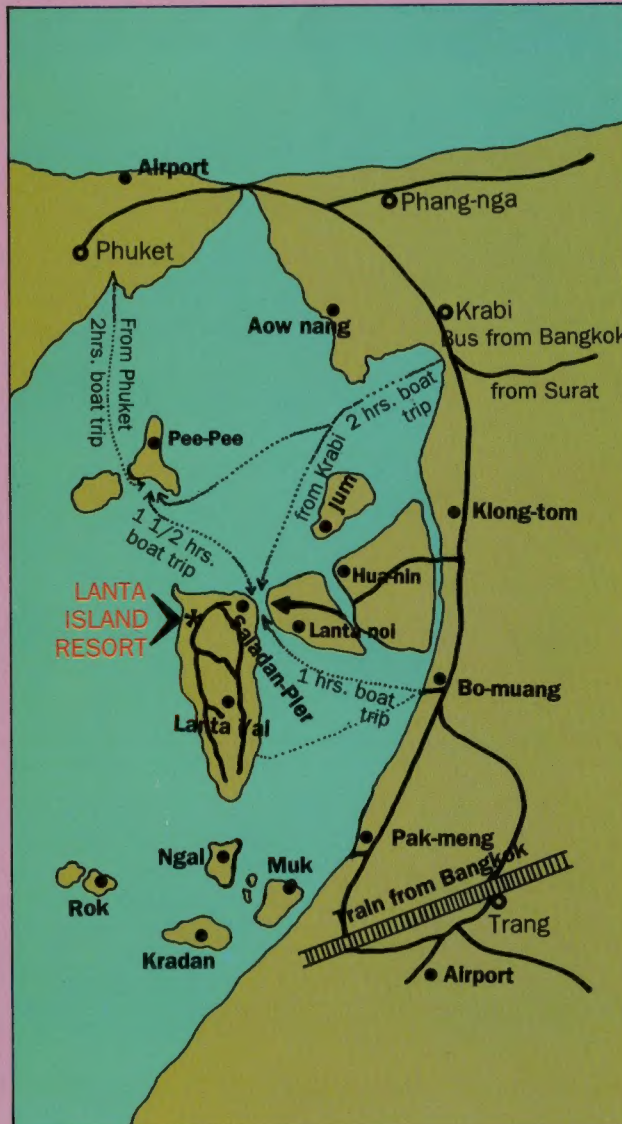 Airport
Phang-nga
Phuket
Krabi
Aow nang
Bus from Bangkok
From Phuket
2hrs. boat trip
from Surat
2 hrs. boat
trip
from Krabi
Pee-Pee
Jum
Klong-tom
1 1/2 hrs.
boat trip
Hua-nin
LANTA
ISLAND
RESORT
*
Saladan-Pier
Lanta-noi
1 hrs. boat
trip
Bo-muang
Lanta Yai
Pak-meng
Ngai
Muk
Train from Bangkok
Rok
Trang
Kradan
Airport